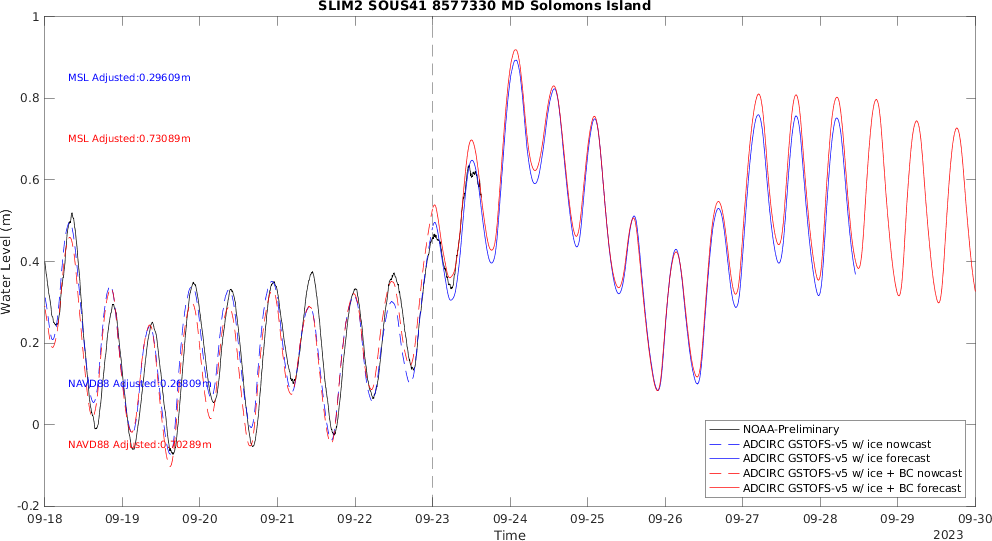 SLIM2 SOUS41 8577330 MD Solomons Island
Water Level (m)
1
0.8
0.6
0.4
0.2
0
-0.2
MSL Adjusted:0.29609m
MSL Adjusted:0.73089m
NAVD88 Adjusted:0.26809m
NAVD88 Adjusted:0.70289m
NOAA-Preliminary
ADCIRC GSTOFS-v5 w/ ice nowcast
ADCIRC GSTOFS-v5 w/ ice forecast
ADCIRC GSTOFS-v5 w/ ice + BC nowcast
ADCIRC GSTOFS-v5 w/ ice + BC forecast
09-18 09-19 09-20 09-21 09-22 09-23 09-24 09-25 09-26 09-27 09-28 09-29 09-30
Time
2023